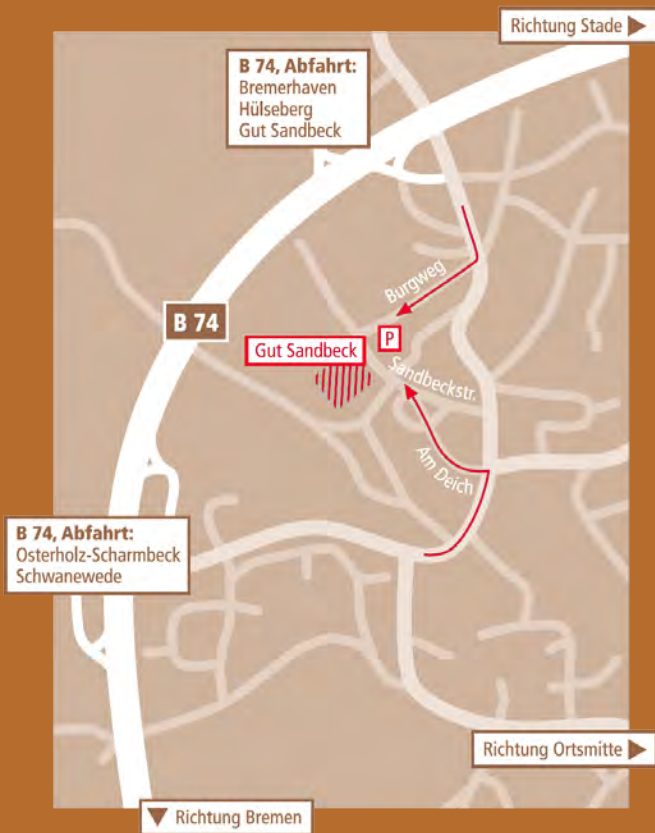 Richtung Stade
B 74, Abfahrt:
Bremerhaven
Hülseberg
Gut Sandbeck
Burgweg
B 74
P
Gut Sandbeck
Sandbeckstr.
Am Deich
B 74, Abfahrt:
Osterholz-Scharmbeck
Schwanewede
Richtung Ortsmitte
Richtung Bremen